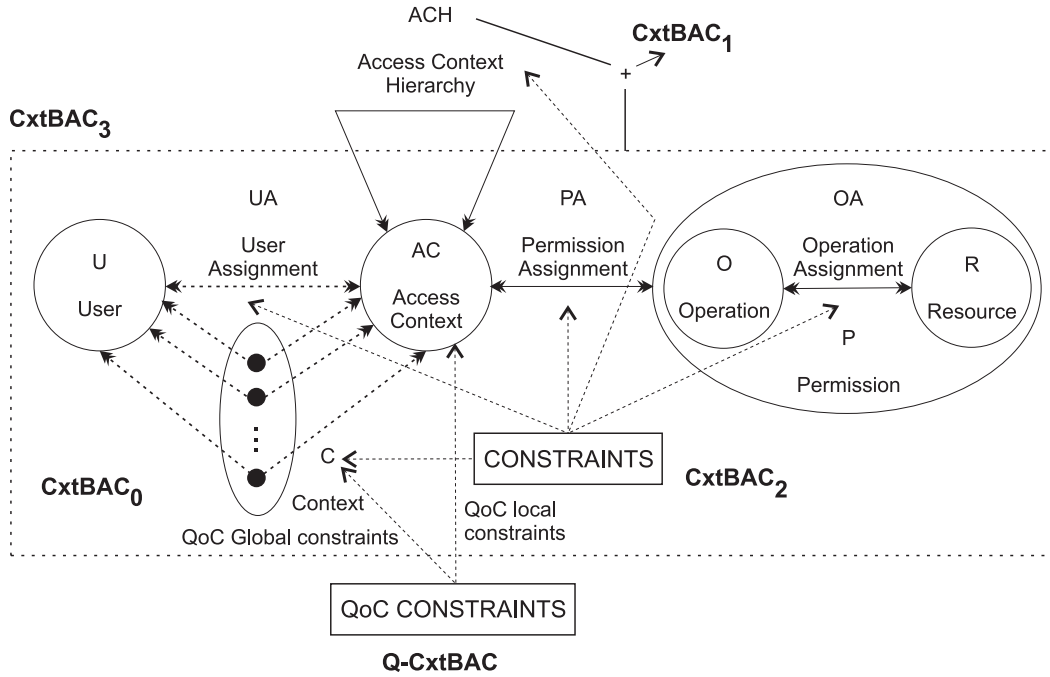 ACH
CxtBAC1
Access Context
Hierarchy
+
CxtBAC3
UA
PA
OA
User
Assignment
U
User
AC
Access
Context
Permission
Assignment
O
Operation
Operation
Assignment
R
Resource
P
Permission
C
Context
CONSTRAINTS
CxtBAC0
CxtBAC2
QoC Global constraints
QoC local
constraints
QoC CONSTRAINTS
Q-CxtBAC